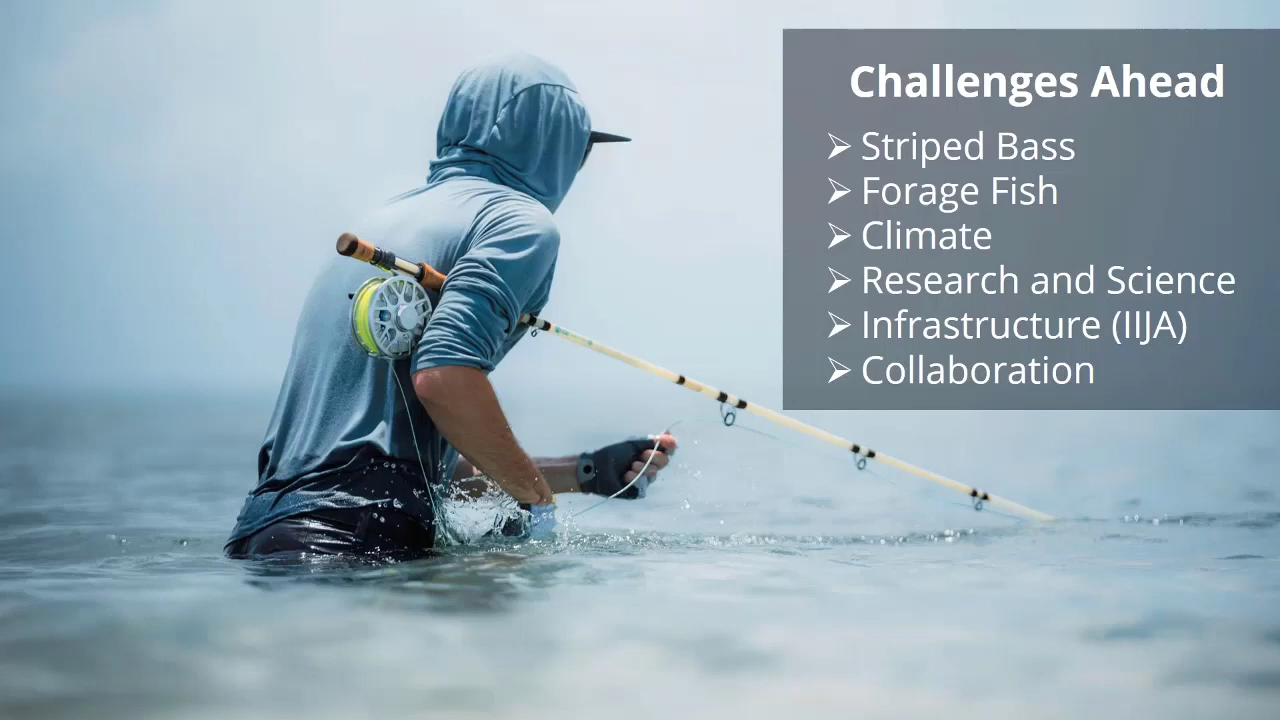 Challenges Ahead
➢ Striped Bass
➢ Forage Fish
➢ Climate
➢ Research and Science
➢ Infrastructure (IIJA)
➢ Collaboration